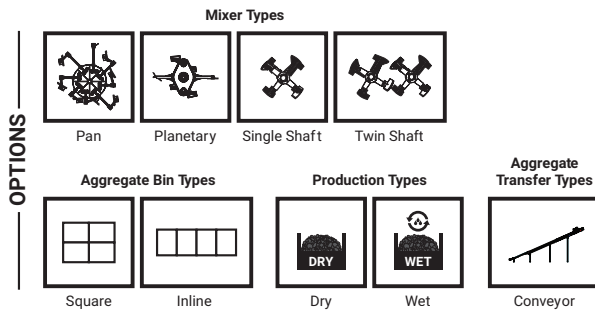 OPTIONS
Mixer Types
Pan
Planetary
Single Shaft
Twin Shaft
Aggregate Bin Types
Square
Inline
Production Types
DRY
WET
Dry
Wet
Aggregate
Transfer Types
Conveyor